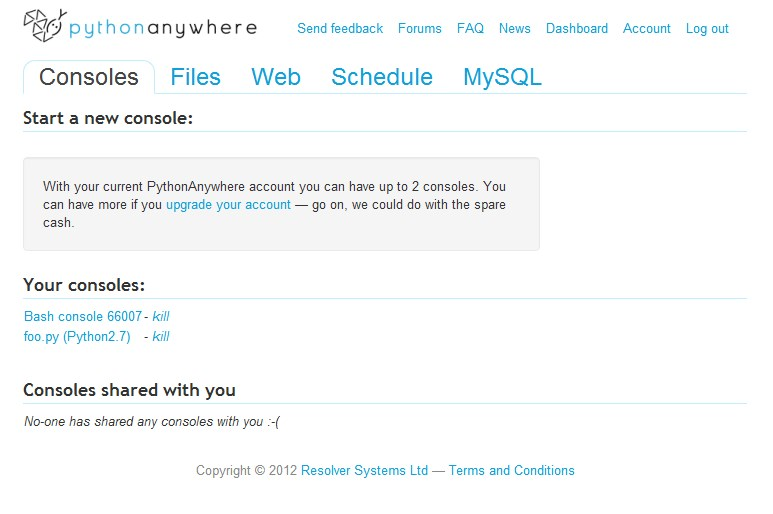 pythonanywhere
Send feedback Forums FAQ News Dashboard Account Log out
Consoles Files Web Schedule MySQL
Start a new console:
With your current PythonAnywhere account you can have up to 2 consoles. You
can have more if you upgrade your account — go on, we could do with the spare
cash.
Your consoles:
Bash console 66007 - kill
foo.py (Python2.7) - kill
Consoles shared with you
No-one has shared any consoles with you :-(
Copyright © 2012 Resolver Systems Ltd — Terms and Conditions